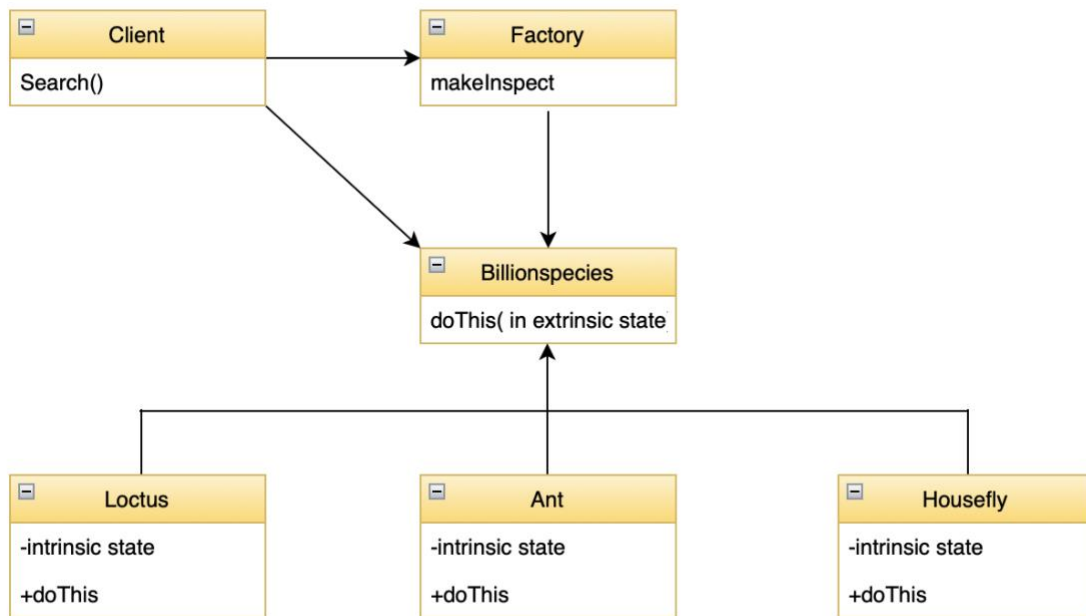 Client
Search()
Factory
makeInspect
Billionspecies
doThis( in extrinsic state)
Loctus
-intrinsic state
+doThis
Ant
-intrinsic state
+doThis
Housefly
-intrinsic state
+doThis